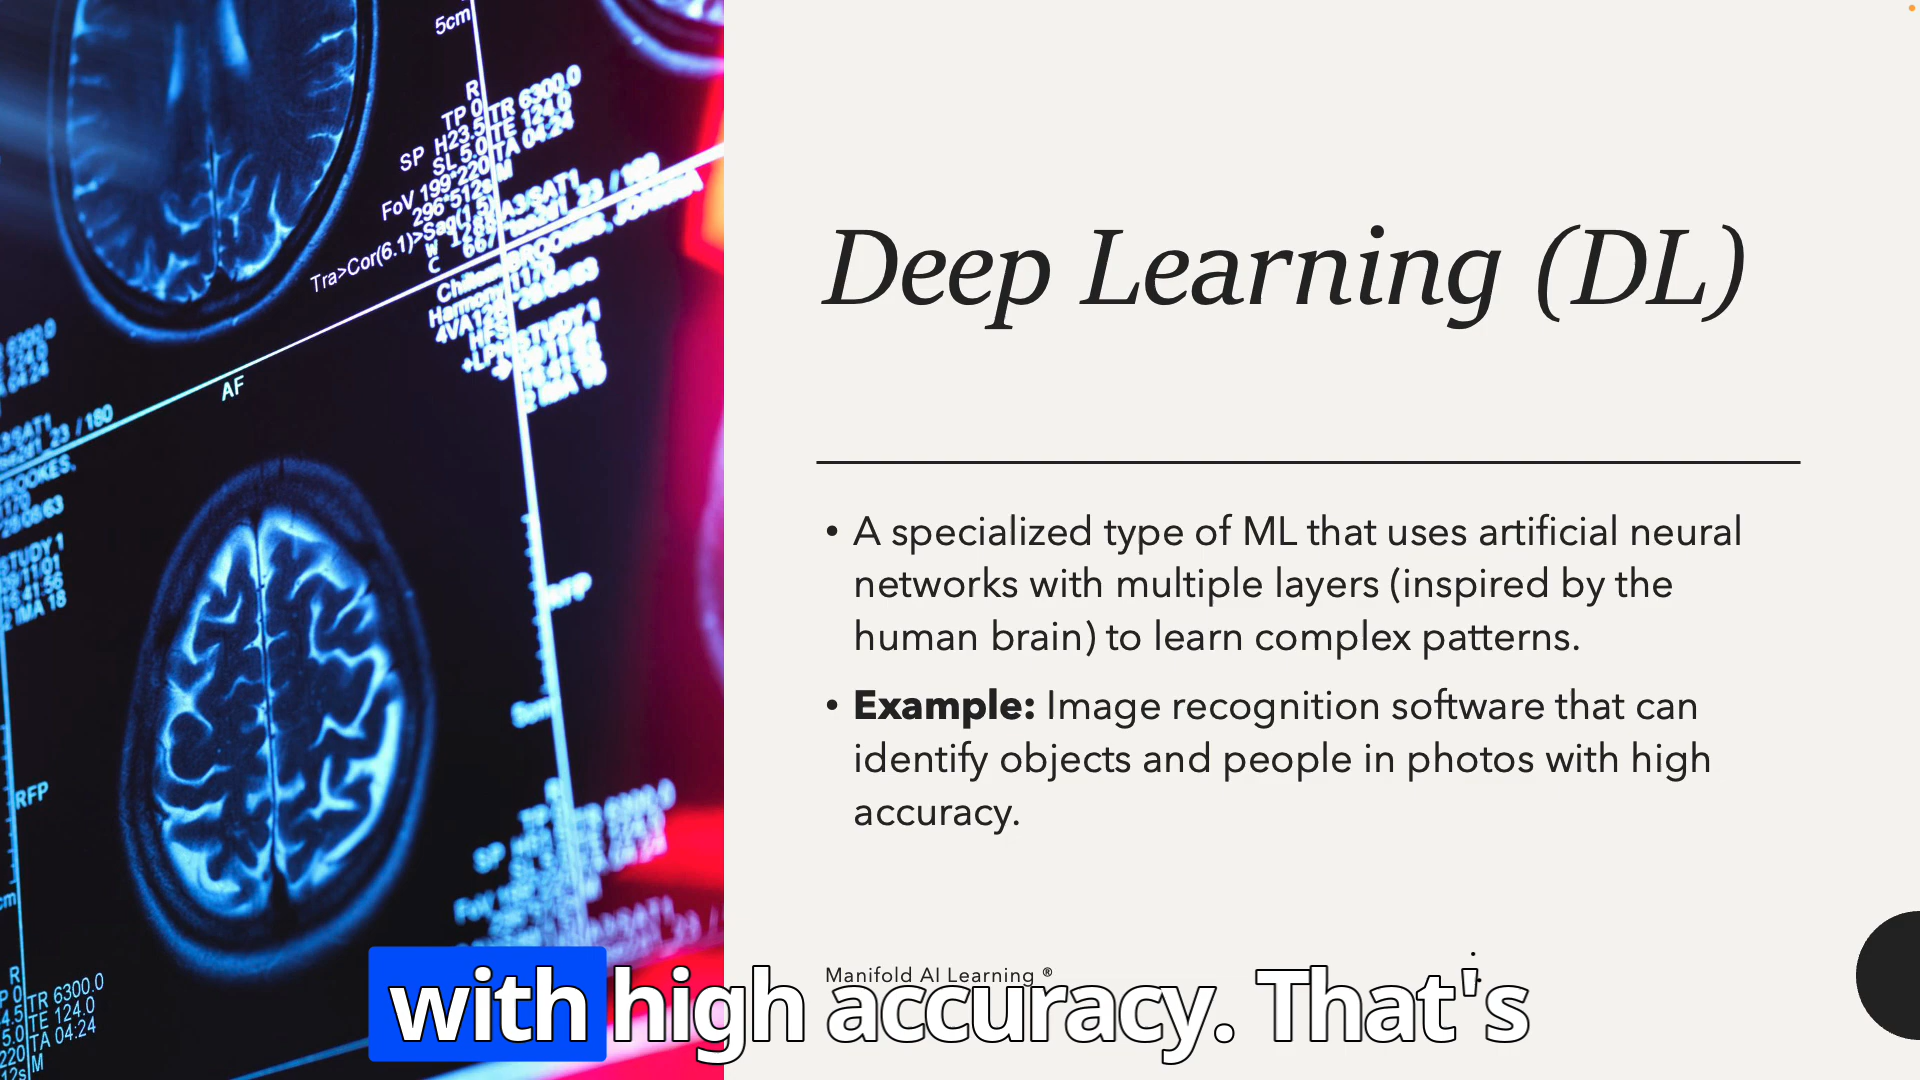 5cm
R
TP 0
SP H23.5
SL 5.0
FoV 199*220
296*512s
Tra>Cor(6.1)>Sag(1.5)
W 128
C 667
TR 6300.0
TE 124.0
TA 04:24
M
A3/SAT1
AF
RFP
R
TR 6300.0
TE 124.0
TA 04:24
M
Deep Learning (DL)
• A specialized type of ML that uses artificial neural
networks with multiple layers (inspired by the
human brain) to learn complex patterns.
• Example: Image recognition software that can
identify objects and people in photos with high
accuracy.
Manifold AI Learning ®
with high accuracy. That's